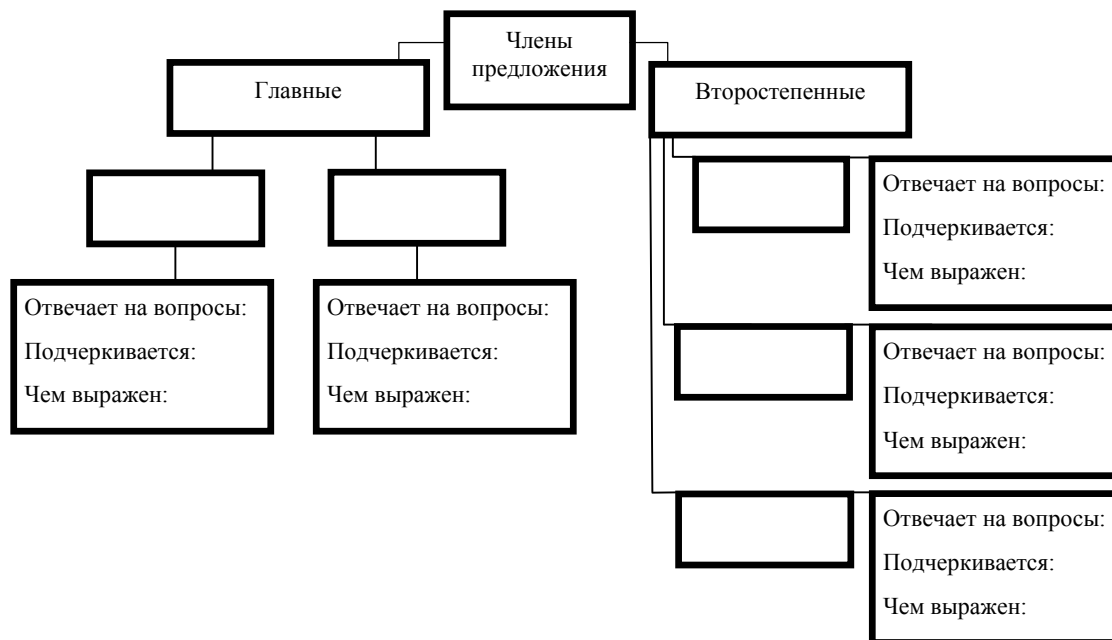 Члены
предложения
Главные
Второстепенные
Отвечает на вопросы:
Подчеркивается:
Чем выражен:
Отвечает на вопросы:
Подчеркивается:
Чем выражен:
Отвечает на вопросы:
Подчеркивается:
Чем выражен:
Отвечает на вопросы:
Подчеркивается:
Чем выражен:
Отвечает на вопросы:
Подчеркивается:
Чем выражен: